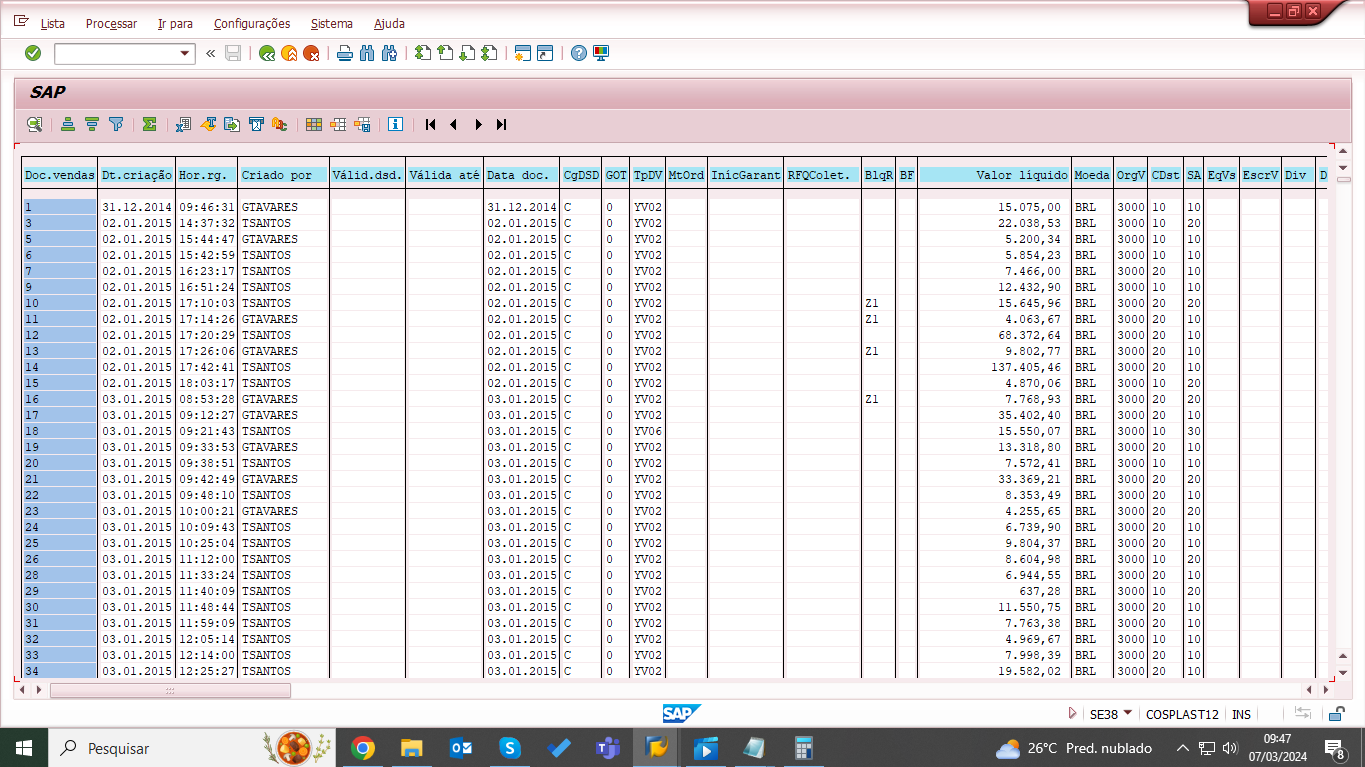 Lista Processar Ir para Configurações Sistema Ajuda
SAP
Doc.vendas Dt.criação Hor.rg. Criado por Válid.dsd. Válida até Data doc. CgDSD GOT TpDV MtOrd InícGarant RFQColet. BlqR BF Valor líquido Moeda OrgV CDst SA EqVs EscrV Div D
1 31.12.2014 09:46:31 GTAVARES 31.12.2014 C 0 YV02 15.075,00 BRL 3000 10 10
3 02.01.2015 14:37:32 TSANTOS 02.01.2015 C 0 YV02 22.038,53 BRL 3000 10 20
5 02.01.2015 15:44:47 GTAVARES 02.01.2015 C 0 YV02 5.200,34 BRL 3000 10 10
6 02.01.2015 15:42:59 TSANTOS 02.01.2015 C 0 YV02 5.854,23 BRL 3000 10 10
7 02.01.2015 16:23:17 TSANTOS 02.01.2015 C 0 YV02 7.466,00 BRL 3000 20 10
9 02.01.2015 16:51:24 TSANTOS 02.01.2015 C 0 YV02 12.432,90 BRL 3000 10 10
10 02.01.2015 17:10:03 TSANTOS 02.01.2015 C 0 YV02 Z1 15.645,96 BRL 3000 20 20
11 02.01.2015 17:14:26 GTAVARES 02.01.2015 C 0 YV02 Z1 4.063,67 BRL 3000 20 10
12 02.01.2015 17:20:29 TSANTOS 02.01.2015 C 0 YV02 68.372,64 BRL 3000 20 10
13 02.01.2015 17:26:06 GTAVARES 02.01.2015 C 0 YV02 Z1 9.802,77 BRL 3000 20 10
14 02.01.2015 17:42:41 TSANTOS 02.01.2015 C 0 YV02 137.405,46 BRL 3000 20 10
15 02.01.2015 18:03:17 TSANTOS 02.01.2015 C 0 YV02 4.870,06 BRL 3000 10 20
16 03.01.2015 08:53:28 GTAVARES 03.01.2015 C 0 YV02 Z1 7.768,93 BRL 3000 20 20
17 03.01.2015 09:12:27 GTAVARES 03.01.2015 C 0 YV02 35.402,40 BRL 3000 20 10
18 03.01.2015 09:21:43 TSANTOS 03.01.2015 C 0 YV06 15.550,07 BRL 3000 10 30
19 03.01.2015 09:33:53 GTAVARES 03.01.2015 C 0 YV02 13.318,80 BRL 3000 20 10
20 03.01.2015 09:38:51 TSANTOS 03.01.2015 C 0 YV02 7.572,41 BRL 3000 10 10
21 03.01.2015 09:42:49 GTAVARES 03.01.2015 C 0 YV02 33.369,21 BRL 3000 20 20
22 03.01.2015 09:48:10 TSANTOS 03.01.2015 C 0 YV02 8.353,49 BRL 3000 20 10
23 03.01.2015 10:00:21 GTAVARES 03.01.2015 C 0 YV02 4.255,65 BRL 3000 20 20
24 03.01.2015 10:09:43 TSANTOS 03.01.2015 C 0 YV02 6.739,90 BRL 3000 20 10
25 03.01.2015 10:25:04 TSANTOS 03.01.2015 C 0 YV02 9.804,37 BRL 3000 20 10
26 03.01.2015 11:12:00 TSANTOS 03.01.2015 C 0 YV02 8.604,98 BRL 3000 10 20
28 03.01.2015 11:33:24 TSANTOS 03.01.2015 C 0 YV02 6.944,55 BRL 3000 20 10
29 03.01.2015 11:40:09 TSANTOS 03.01.2015 C 0 YV02 637,28 BRL 3000 10 20
30 03.01.2015 11:48:44 TSANTOS 03.01.2015 C 0 YV02 11.550,75 BRL 3000 20 10
31 03.01.2015 11:59:09 TSANTOS 03.01.2015 C 0 YV02 7.763,38 BRL 3000 20 20
32 03.01.2015 12:05:14 TSANTOS 03.01.2015 C 0 YV02 4.969,67 BRL 3000 10 10
33 03.01.2015 12:14:00 TSANTOS 03.01.2015 C 0 YV02 7.998,39 BRL 3000 20 10
34 03.01.2015 12:25:27 TSANTOS 03.01.2015 C 0 YV02 19.582,02 BRL 3000 20 10
SAP
SE38 COSPLAST12 INS
Pesquisar
26°C Pred. nublado
09:47
07/03/2024
8